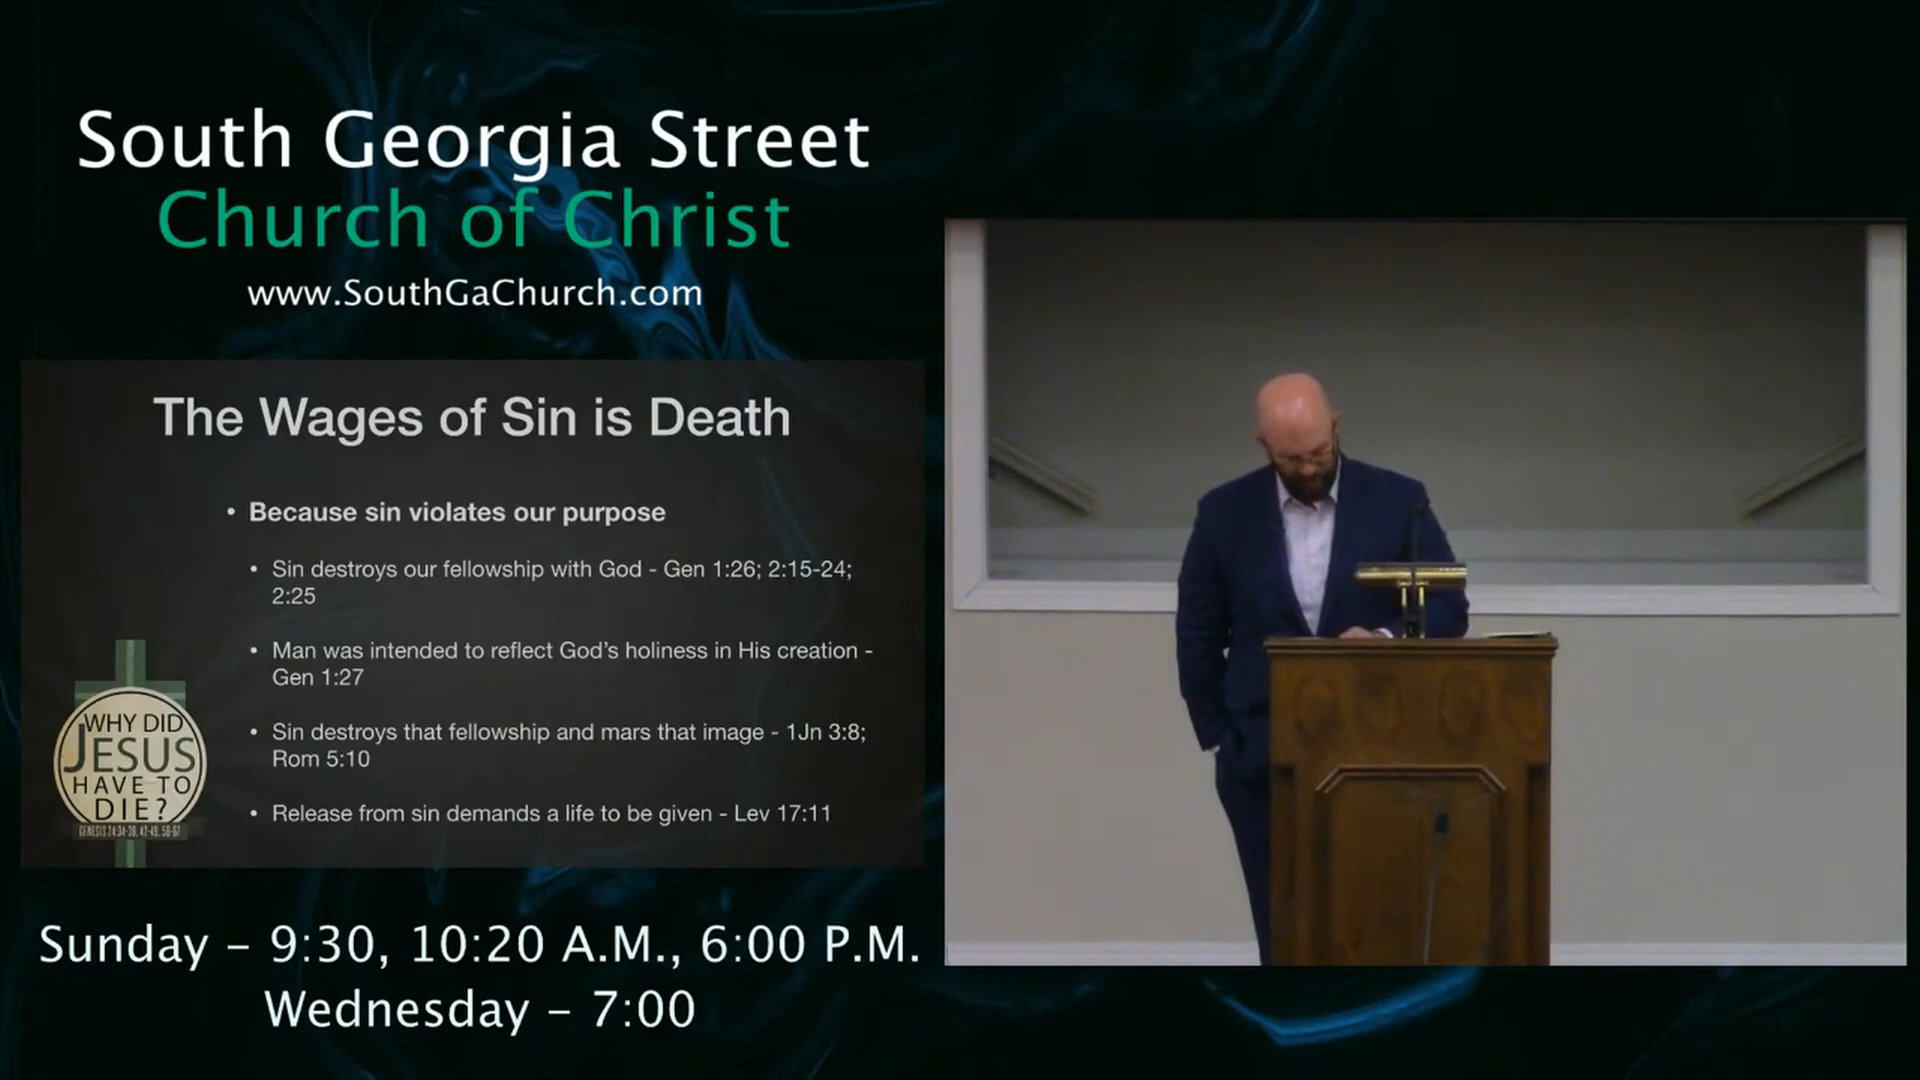 South Georgia Street
Church of Christ
www.SouthGaChurch.com
The Wages of Sin is Death
• Because sin violates our purpose
• Sin destroys our fellowship with God - Gen 1:26; 2:15-24;
2:25
• Man was intended to reflect God's holiness in His creation -
Gen 1:27
• Sin destroys that fellowship and mars that image - 1Jn 3:8;
Rom 5:10
• Release from sin demands a life to be given - Lev 17:11
WHY DID
JESUS
HAVE TO
DIE?
Sunday – 9:30, 10:20 A.M., 6:00 P.M.
Wednesday – 7:00